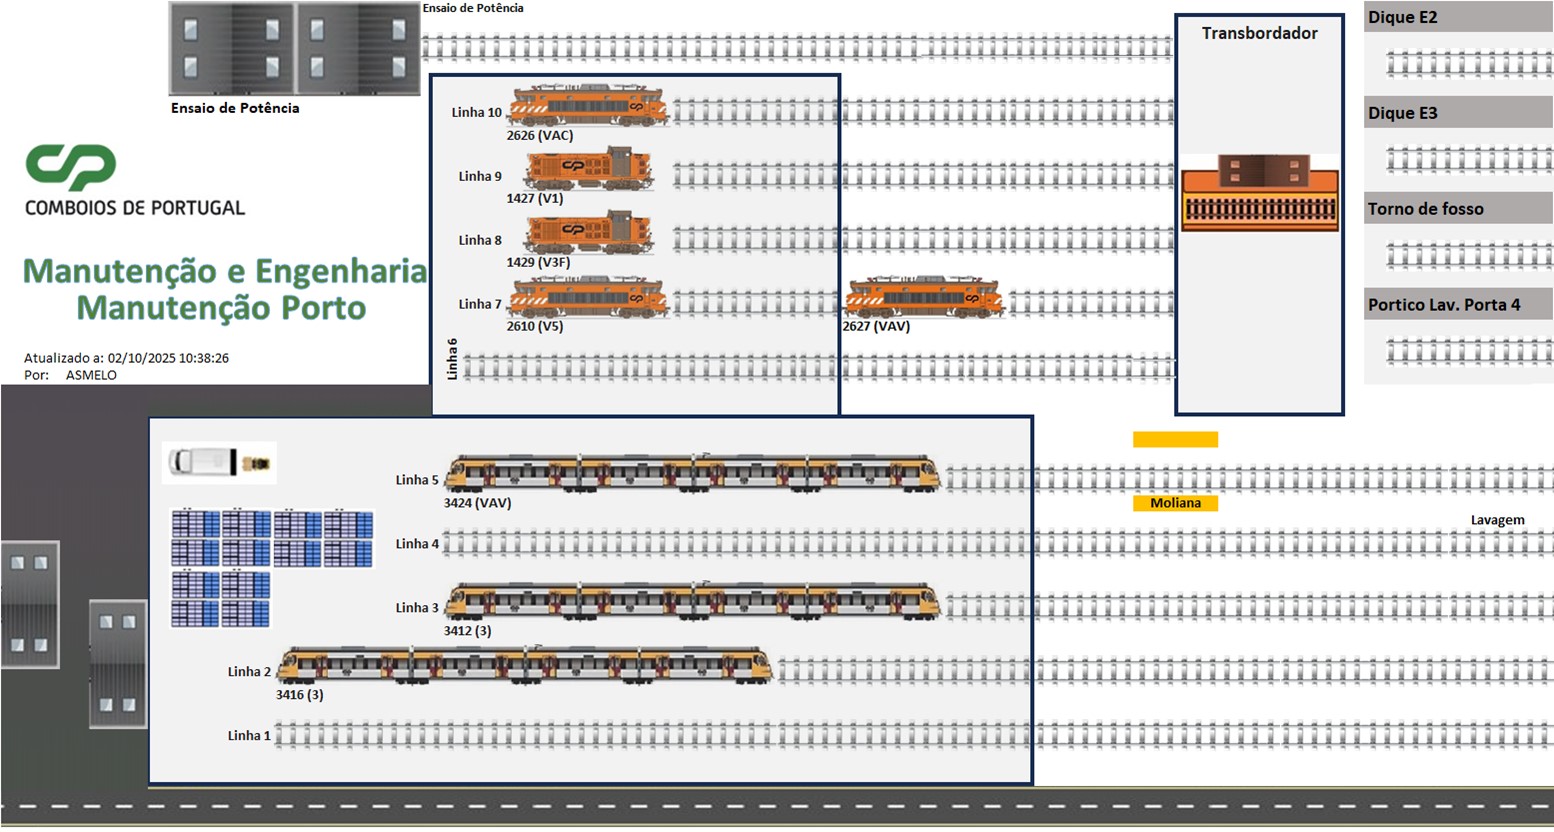 Ensaio de Potência
Transbordador
Dique E2
Ensaio de Potência
Linha 10
2626 (VAC)
Dique E3
CP
COMBOIOS DE PORTUGAL
Linha 9
1427 (V1)
Torno de fosso
Linha 8
1429 (V3F)
Manutenção e Engenharia
Manutenção Porto
Linha 7
2610 (V5)
2627 (VAV)
Portico Lav. Porta 4
Linha 6
Atualizado a: 02/10/2025 10:38:26
Por: ASMELO
Linha 5
3424 (VAV)
Moliana
Lavagem
Linha 4
Linha 3
3412 (3)
Linha 2
3416 (3)
Linha 1